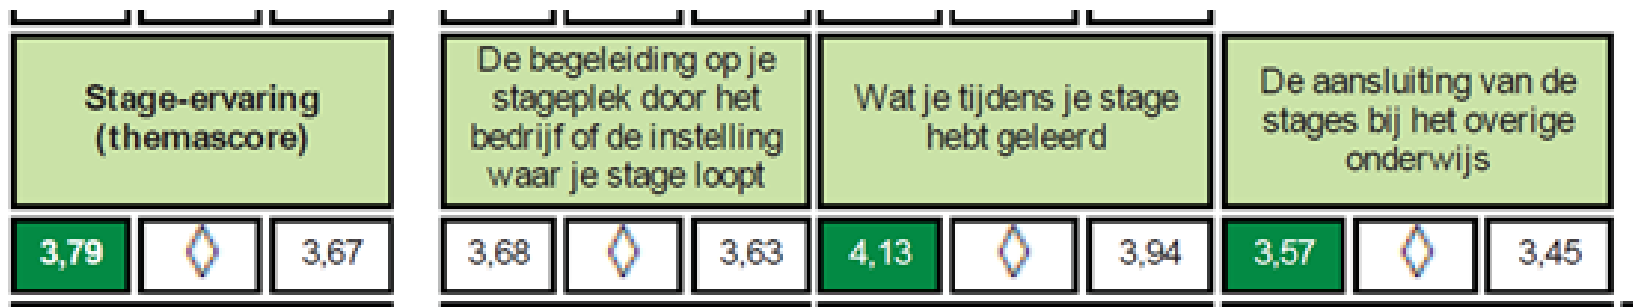 Stage-ervaring
(themascore)
De begeleiding op je
stageplek door het
bedrijf of de instelling
waar je stage loopt
Wat je tijdens je stage
hebt geleerd
De aansluiting van de
stages bij het overige
onderwijs
3,79 3,67 3,68 3,63 4,13 3,94 3,57 3,45